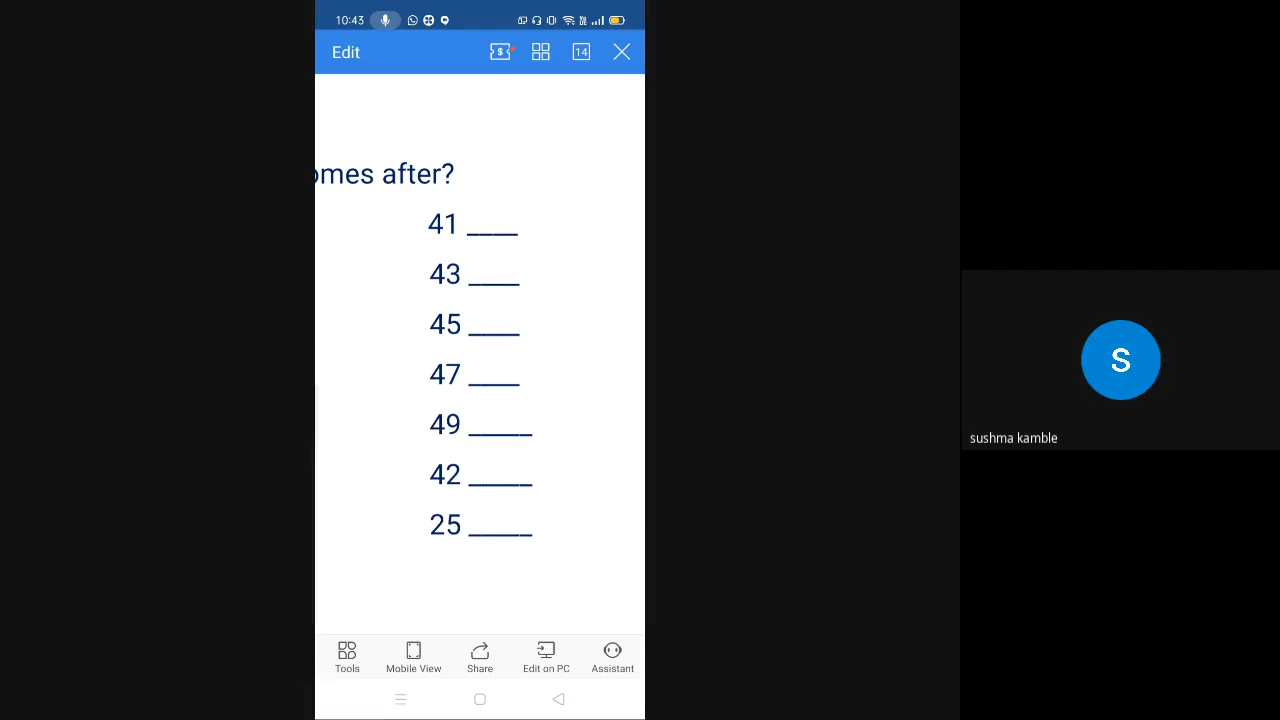 10:43
Edit
$
14
omes after?
41 ____
43 ____
45 ____
47 ____
49 _____
42 _____
25 _____
Tools Mobile View Share Edit on PC Assistant
S
sushma kamble